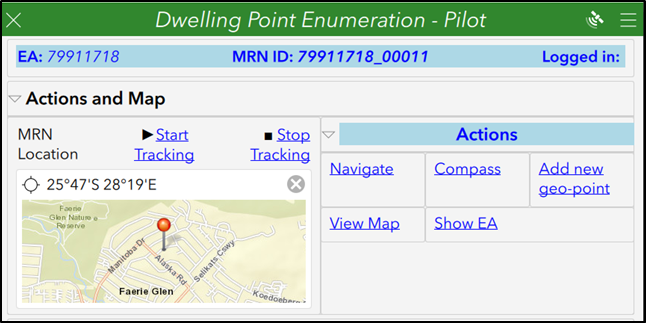 Dwelling Point Enumeration - Pilot
EA: 79911718 MRN ID: 79911718_00011 Logged in:
Actions and Map
MRN Location
Start Tracking
Stop Tracking
25°47'S 28°19'E
Faerie
Glen Nature
Reserve
Manitoba Dr
Alaska Rd
Selikats Cswy
Faerie Glen
Koedoeberg
Actions
Navigate
Compass
Add new
geo-point
View Map
Show EA